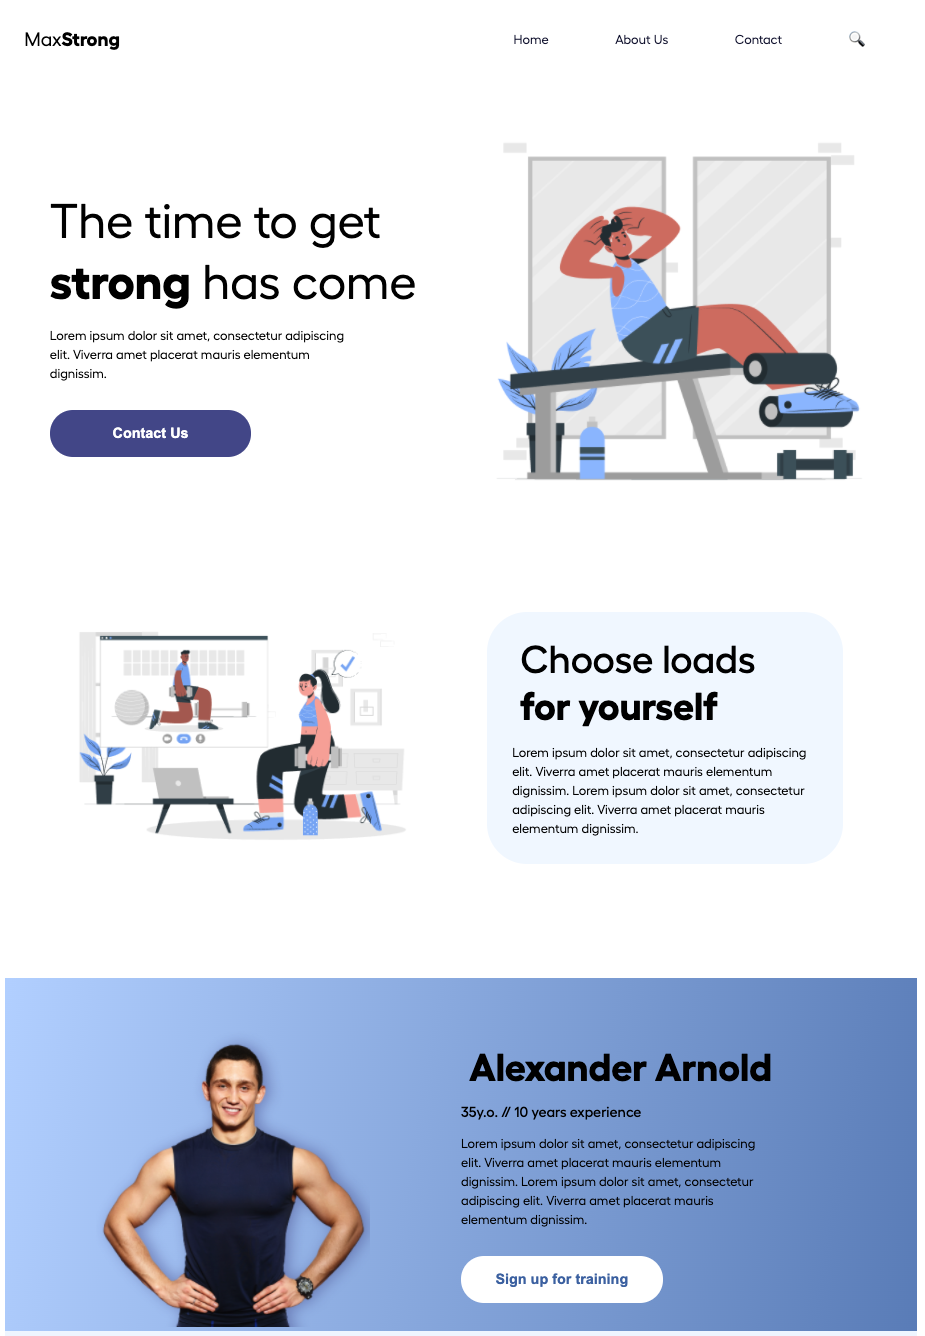 MaxStrong
Home
About Us
Contact
The time to get
strong has come
Lorem ipsum dolor sit amet, consectetur adipiscing
elit. Viverra amet placerat mauris elementum
dignissim.
Contact Us
Choose loads
for yourself
Lorem ipsum dolor sit amet, consectetur adipiscing
elit. Viverra amet placerat mauris elementum
dignissim. Lorem ipsum dolor sit amet, consectetur
adipiscing elit. Viverra amet placerat mauris
elementum dignissim.
Alexander Arnold
35y.o. // 10 years experience
Lorem ipsum dolor sit amet, consectetur adipiscing
elit. Viverra amet placerat mauris elementum
dignissim. Lorem ipsum dolor sit amet, consectetur
adipiscing elit. Viverra amet placerat mauris
elementum dignissim.
Sign up for training